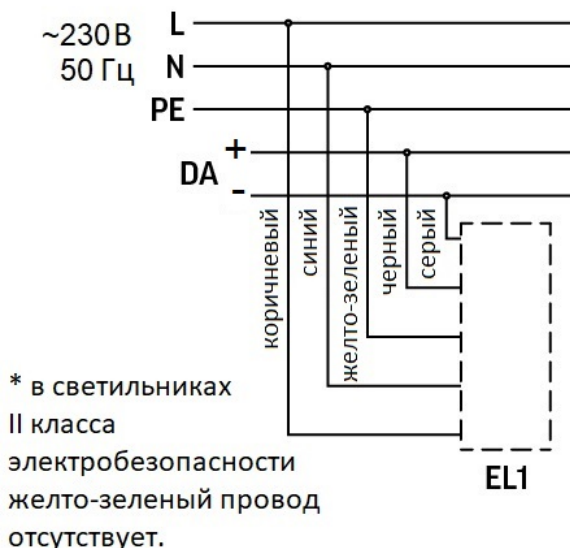 ~230 В
50 Гц
L
N
PE
DA
+
-
коричневый
синий
желто-зеленый
черный
серый
EL1
* в светильниках
II класса
электробезопасности
желто-зеленый провод
отсутствует.